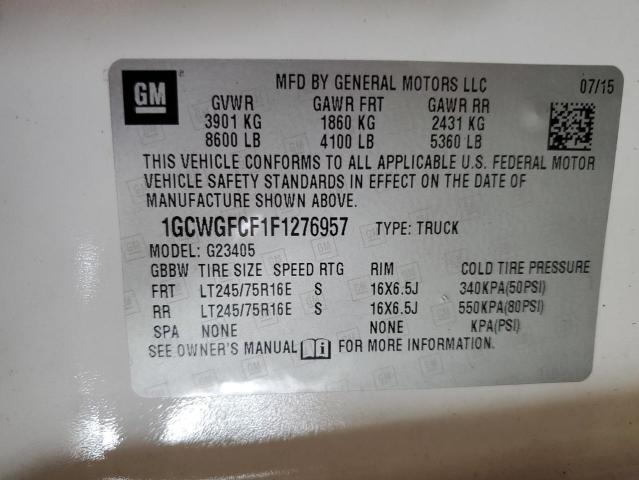 GM
MFD BY GENERAL MOTORS LLC 07/15
GVWR GAWR FRT GAWR RR
3901 KG 1860 KG 2431 KG
8600 LB 4100 LB 5360 LB
THIS VEHICLE CONFORMS TO ALL APPLICABLE U.S. FEDERAL MOTOR
VEHICLE SAFETY STANDARDS IN EFFECT ON THE DATE OF
MANUFACTURE SHOWN ABOVE.
1GCWGFCF1F1276957 TYPE: TRUCK
MODEL: G23405
GBBW TIRE SIZE SPEED RTG RIM COLD TIRE PRESSURE
FRT LT245/75R16E S 16X6.5J 340KPA(50PSI)
RR LT245/75R16E S 16X6.5J 550KPA(80PSI)
SPA NONE NONE KPA(PSI)
SEE OWNER'S MANUAL FOR MORE INFORMATION.